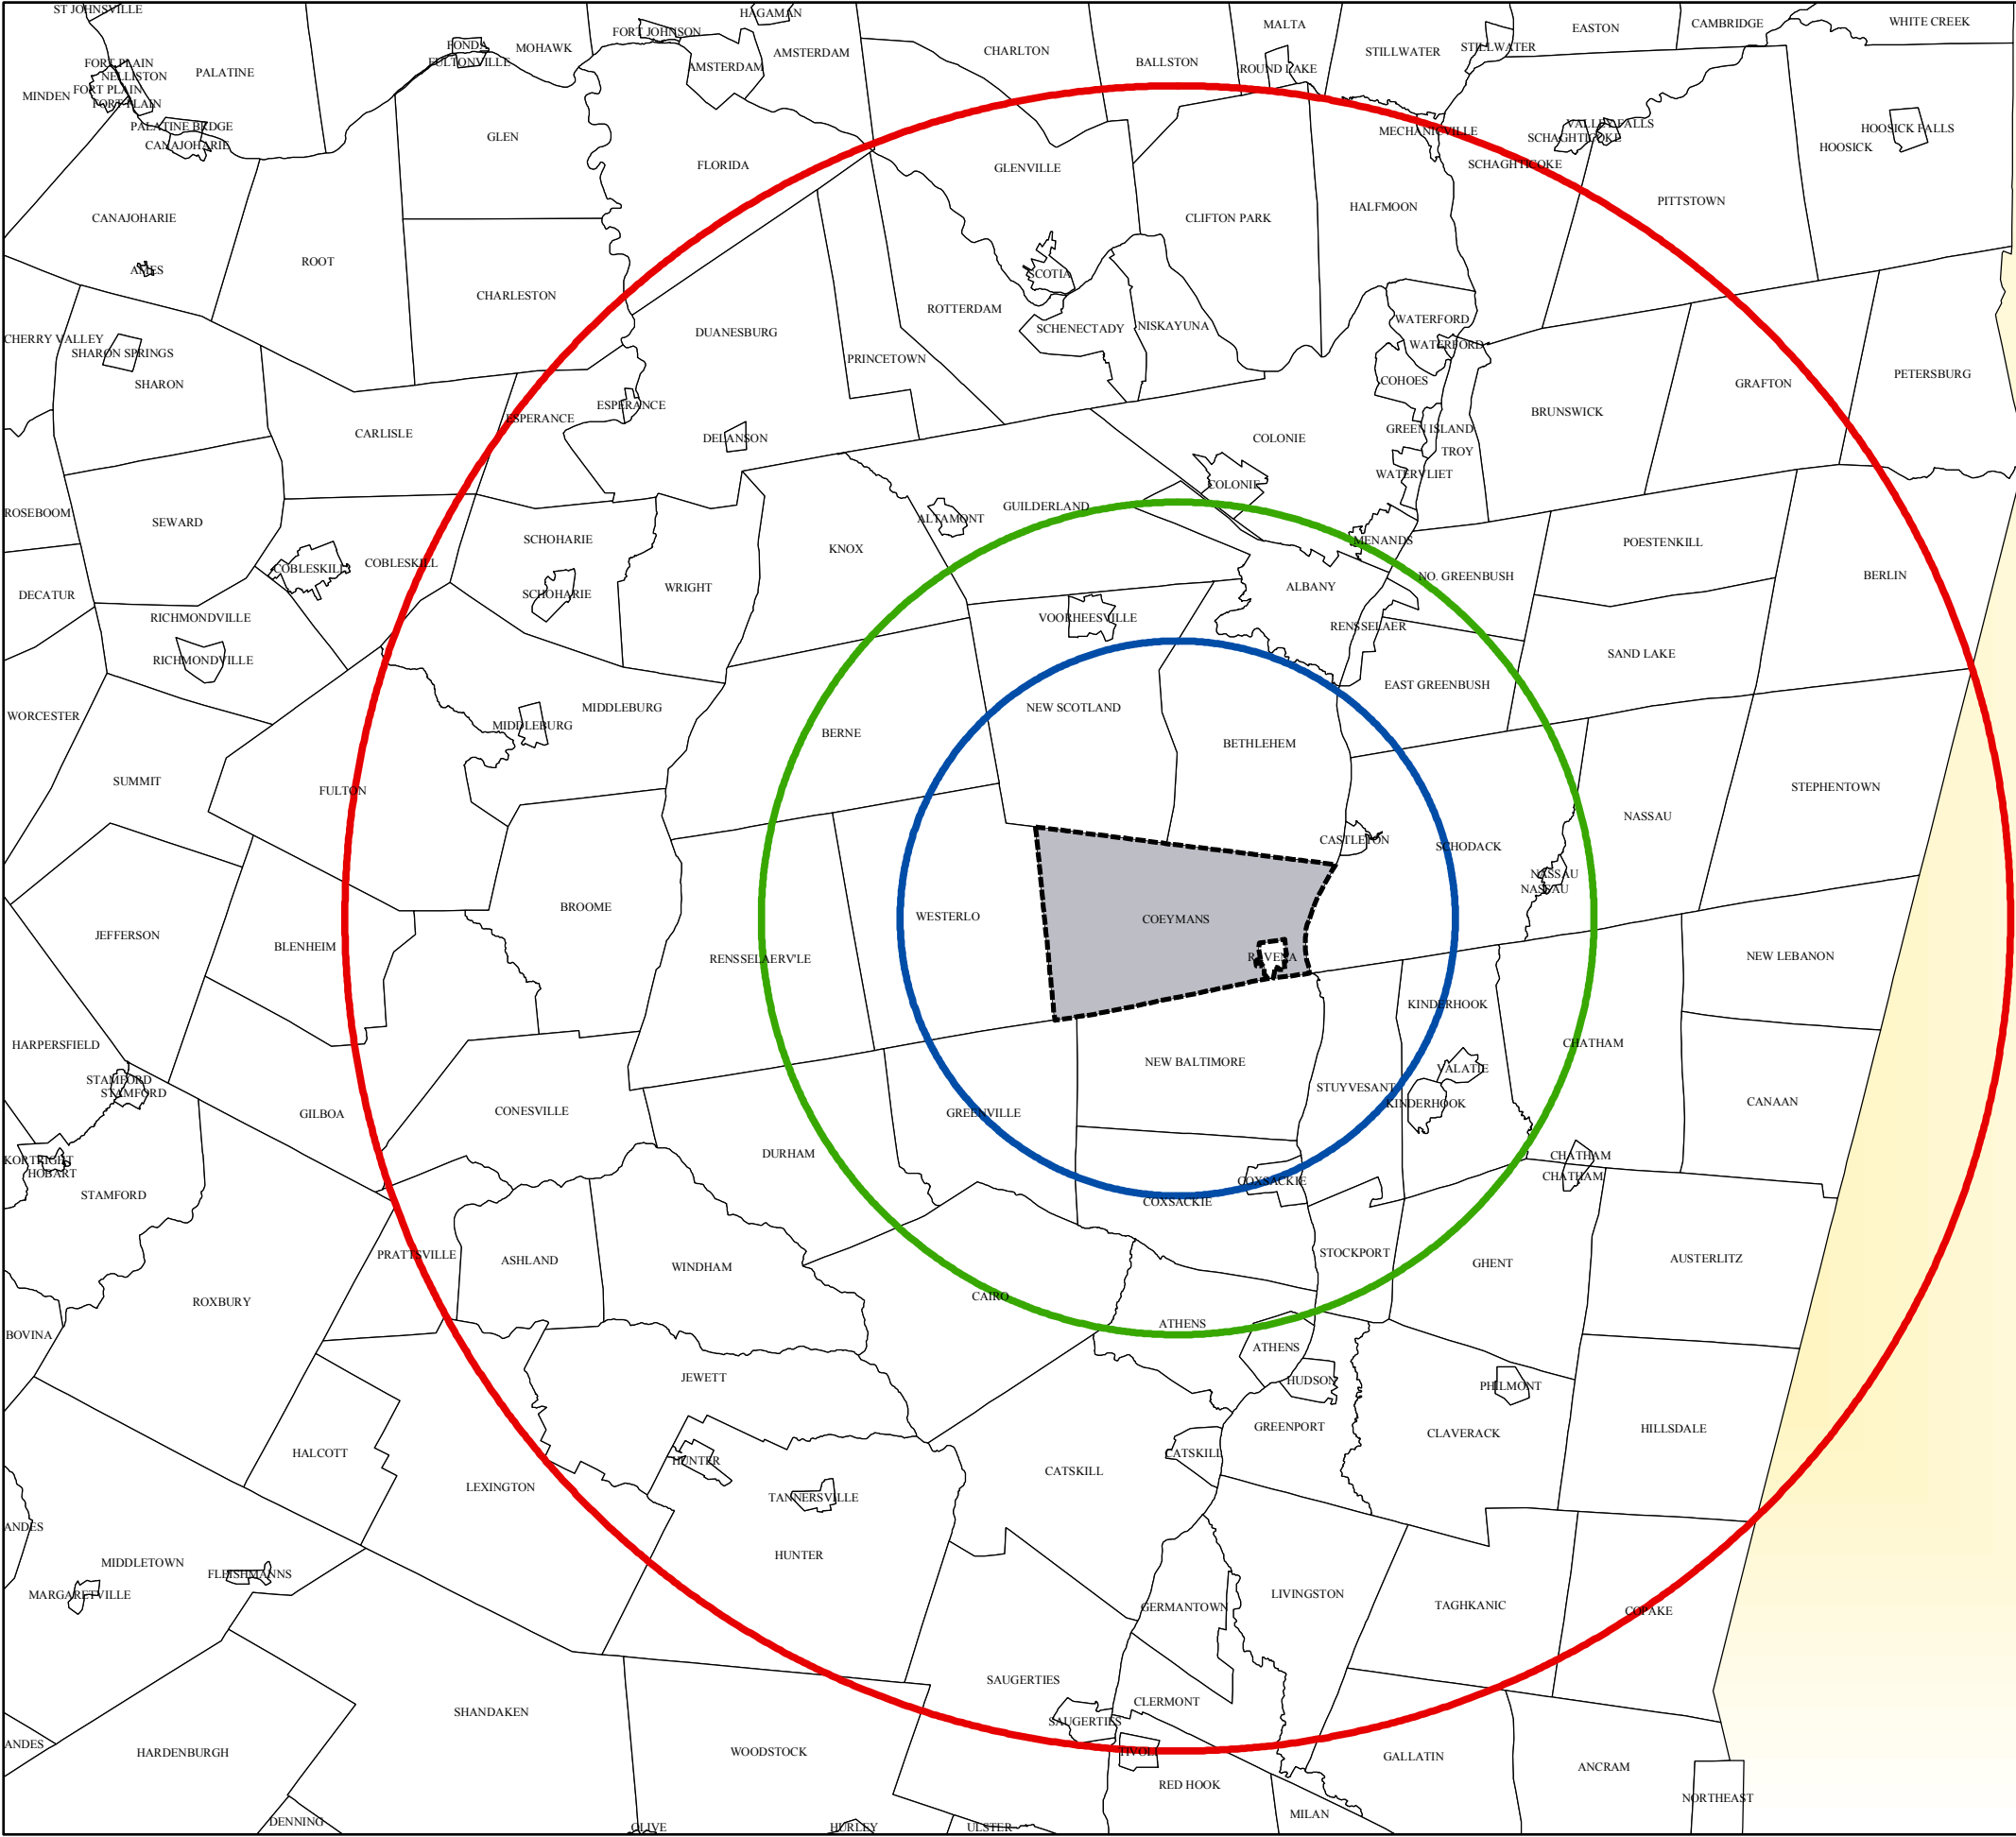 ST JOHNSVILLE
HAGAMAN
MALTA
EASTON
CAMBRIDGE
WHITE CREEK
FORT JOHNSON
FONDA
MOHAWK
AMSTERDAM
CHARLTON
STILLWATER
STILLWATER
FORT PLAIN
FULTONVILLE
BALLSTON
ROUND LAKE
NELLISTON
PALATINE
AMSTERDAM
FORT PLAIN
MINDEN
FORT PLAIN
PALATINE BRDGE
CANAJOHARIE
GLEN
MECHANICVILLE
VALLEY FALLS
SCHAGHTICOKE
HOOSICK FALLS
HOOSICK
FLORIDA
GLENVILLE
SCHAGHTICOKE
PITTSTOWN
CANAJOHARIE
CLIFTON PARK
HALFMOON
AMES
ROOT
SCOTIA
CHARLESTON
ROTTERDAM
CHERRY VALLEY
SHARON SPRINGS
DUANESBURG
SCHENECTADY
NISKAYUNA
WATERFORD
WATERFORD
PRINCETOWN
SHARON
COHOES
GRAFTON
PETERSBURG
ESPERANCE
ESPERANCE
BRUNSWICK
CARLISLE
DELANSON
COLONIE
GREEN ISLAND
TROY
WATERVLIET
COLONIE
ROSEBOOM
SEWARD
ALTAMONT
GUILDERLAND
SCHOHARIE
KNOX
MENANDS
POESTENKILL
COBLESKILL
COBLESKILL
NO. GREENBUSH
BERLIN
DECATUR
SCHOHARIE
WRIGHT
ALBANY
RICHMONDVILLE
VOORHEESVILLE
RENSSELAER
RICHMONDVILLE
SAND LAKE
EAST GREENBUSH
WORCESTER
MIDDLEBURG
MIDDLEBURG
NEW SCOTLAND
BERNE
BETHLEHEM
SUMMIT
FULTON
STEPHENTOWN
NASSAU
CASTLETON
SCHODACK
NASSAU
NASSAU
BROOME
WESTERLO
COEYMANS
JEFFERSON
BLENHEIM
RENSSELAERV'LE
RAVENA
NEW LEBANON
KINDERHOOK
HARPERSFIELD
CHATHAM
NEW BALTIMORE
VALATIE
STAMFORD
STAMFORD
STUYVESANT
KINDERHOOK
GILBOA
CONESVILLE
GREENVILLE
CANAAN
DURHAM
CHATHAM
CHATHAM
KORTRIGHT
HOBART
STAMFORD
COXSACKIE
COXSACKIE
PRATTSVILLE
ASHLAND
WINDHAM
STOCKPORT
GHENT
AUSTERLITZ
ROXBURY
CAIRO
ATHENS
BOVINA
ATHENS
JEWETT
HUDSON
PHILMONT
GREENPORT
CLAVERACK
HILLSDALE
HALCOTT
HUNTER
CATSKILL
CATSKILL
LEXINGTON
TANNERSVILLE
ANDES
HUNTER
MIDDLETOWN
FLEISHMANNS
MARGARETVILLE
LIVINGSTON
GERMANTOWN
TAGHKANIC
COPAKE
SAUGERTIES
CLERMONT
SHANDAKEN
SAUGERTIES
ANDES
HARDENBURGH
WOODSTOCK
TIVOLI
GALLATIN
ANCRAM
RED HOOK
NORTHEAST
MILAN
DENNING
OLIVE
HURLEY
ULSTER